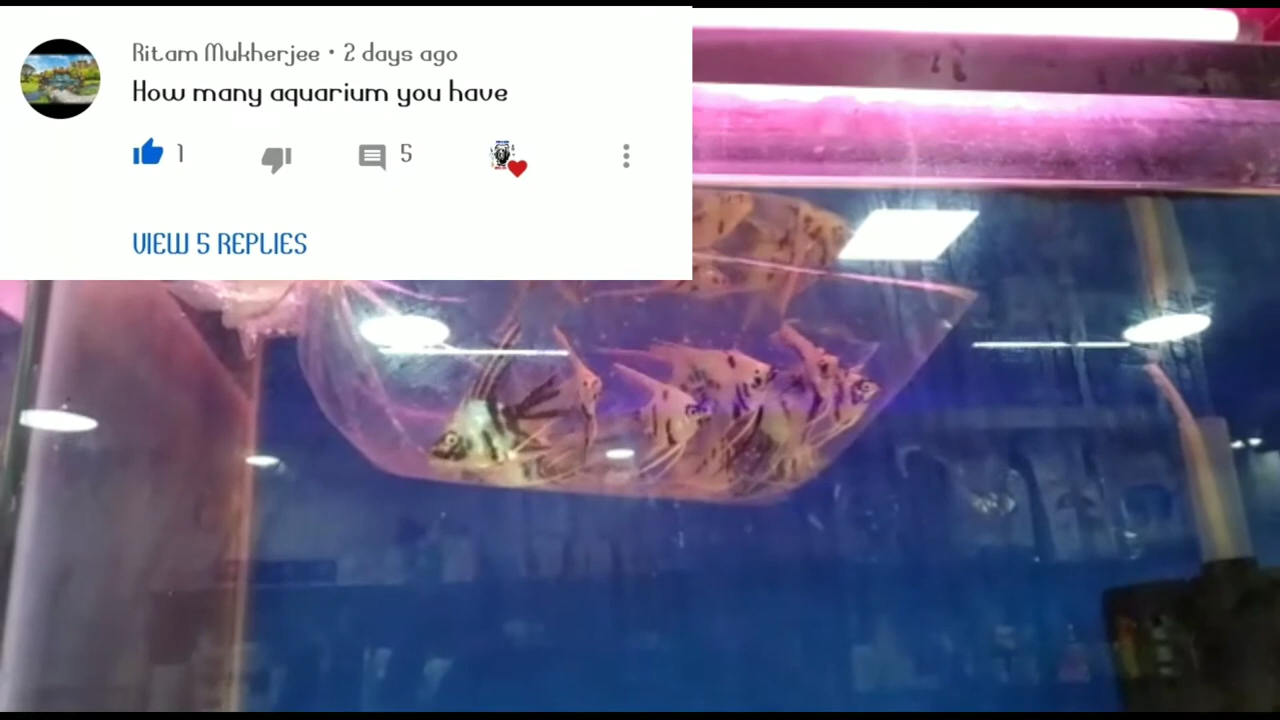 Ritam Mukherjee • 2 days ago
How many aquarium you have
1
5
VIEW 5 REPLIES